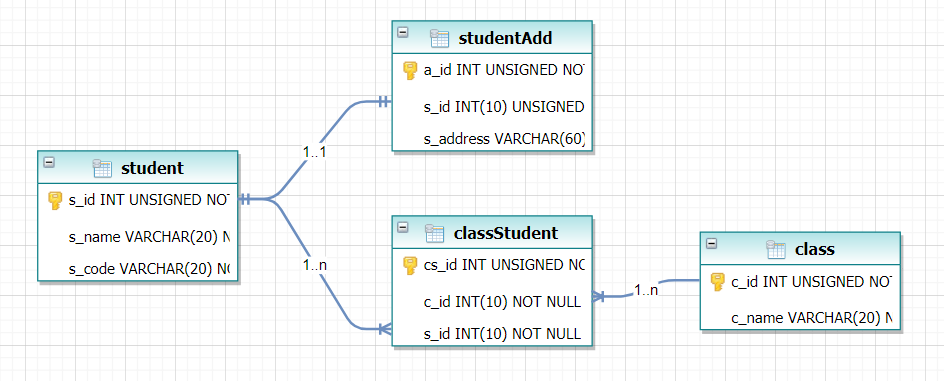 studentAdd
a_id INT UNSIGNED NO
s_id INT(10) UNSIGNED
s_address VARCHAR(60)
1..1
student
s_id INT UNSIGNED NO
s_name VARCHAR(20)
s_code VARCHAR(20)
1..n
classStudent
cs_id INT UNSIGNED
c_id INT(10) NOT NULL
s_id INT(10) NOT NULL
1..n
class
c_id INT UNSIGNED NO
c_name VARCHAR(20)